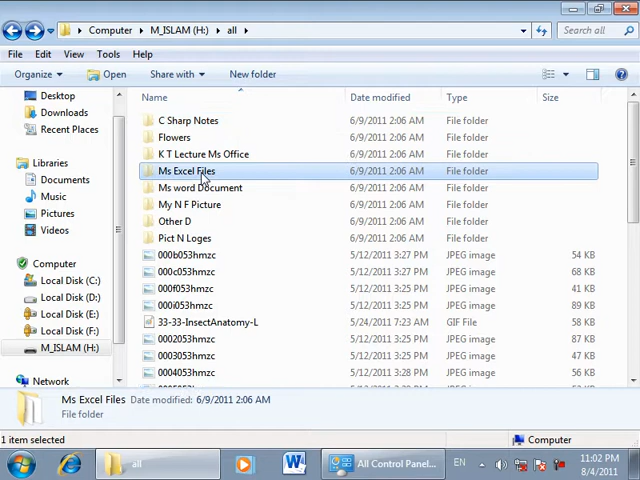 Computer ▸ M_ISLAM (H:) ▸ all ▸
Search all
File Edit View Tools Help
Organize Open Share with New folder
Name Date modified Type Size
Desktop
Downloads
Recent Places
Libraries
Documents
Music
Pictures
Videos
Computer
Local Disk (C:)
Local Disk (D:)
Local Disk (E:)
Local Disk (F:)
M_ISLAM (H:)
Network
C Sharp Notes 6/9/2011 2:06 AM File folder
Flowers 6/9/2011 2:06 AM File folder
K T Lecture Ms Office 6/9/2011 2:06 AM File folder
Ms Excel Files 6/9/2011 2:06 AM File folder
Ms word Document 6/9/2011 2:06 AM File folder
My N F Picture 6/9/2011 2:06 AM File folder
Other D 6/9/2011 2:06 AM File folder
Pict N Loges 6/9/2011 2:06 AM File folder
000b053hmzc 5/12/2011 3:27 PM JPEG image 54 KB
000c053hmzc 5/12/2011 3:27 PM JPEG image 68 KB
000f053hmzc 5/12/2011 3:25 PM JPEG image 41 KB
000i053hmzc 5/12/2011 3:25 PM JPEG image 89 KB
33-33-InsectAnatomy-L 5/24/2011 7:23 AM GIF File 58 KB
0002053hmzc 5/12/2011 3:25 PM JPEG image 87 KB
0003053hmzc 5/12/2011 3:25 PM JPEG image 47 KB
0004053hmzc 5/12/2011 3:28 PM JPEG image 56 KB
Ms Excel Files Date modified: 6/9/2011 2:06 AM
File folder
1 item selected
Computer
all
All Control Panel...
EN
11:02 PM
8/4/2011